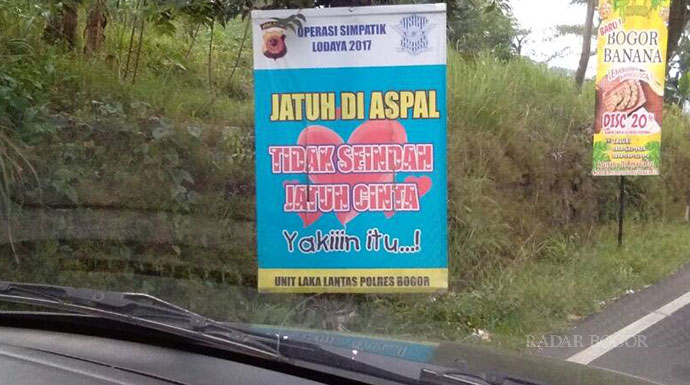 OPERASI SIMPATIK
LODAYA 2017
JATUH DI ASPAL
TIDAK SEINDAH
JATUH CINTA
Yakiiin itu...!
UNIT LAKA LANTAS POLRES BOGOR
BARU!
BOGOR
BANANA
DISC 20%
RADAR BOGOR